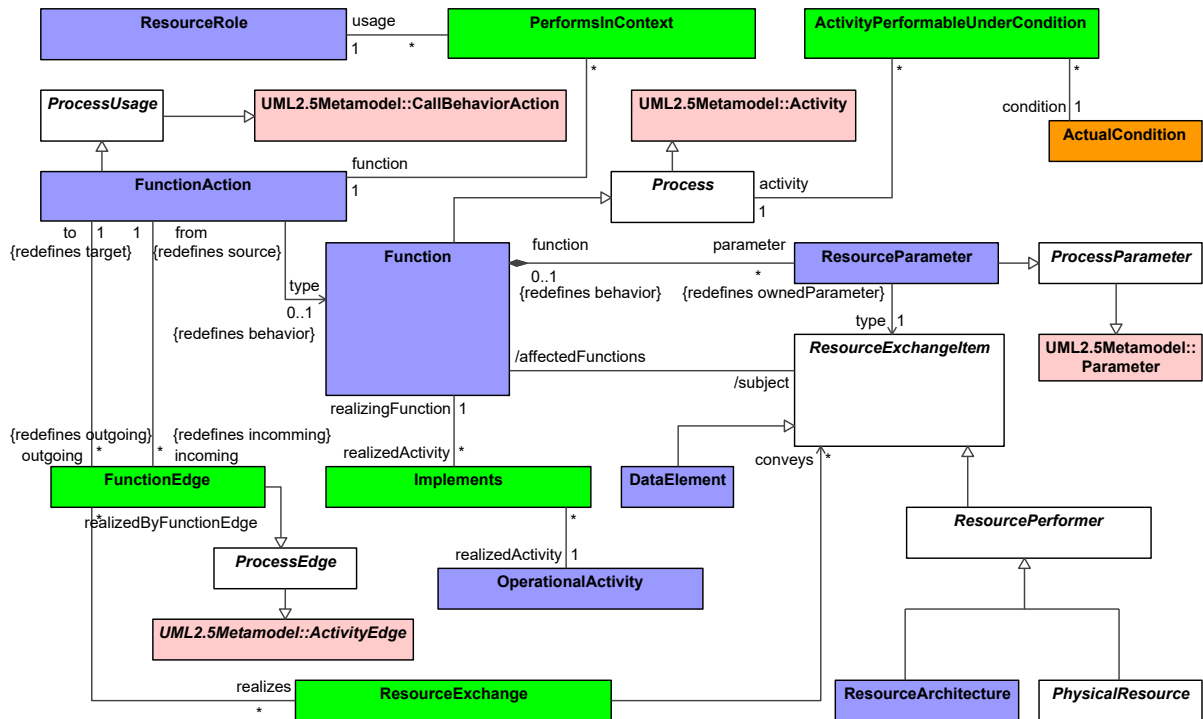 ResourceRole
usage
1
*
PerformsInContext
*
ActivityPerformableUnderCondition
*
*
condition
1
ActualCondition
ProcessUsage
UML2.5Metamodel::CallBehaviorAction
UML2.5Metamodel::Activity
function
1
FunctionAction
Process
activity
1
to
1
1
from
{redefines target}
{redefines source}
type
0..1
{redefines behavior}
Function
function
0..1
{redefines behavior}
parameter
*
{redefines ownedParameter}
ResourceParameter
ProcessParameter
type
1
UML2.5Metamodel::
Parameter
ResourceExchangeItem
/affectedFunctions
/subject
realizingFunction
1
realizedActivity
*
{redefines outgoing}
outgoing
*
{redefines incomming}
*
incoming
FunctionEdge
*
realizedByFunctionEdge
Implements
*
realizedActivity
1
OperationalActivity
DataElement
conveys
*
ResourcePerformer
ProcessEdge
UML2.5Metamodel::ActivityEdge
realizes
*
ResourceExchange
ResourceArchitecture
PhysicalResource